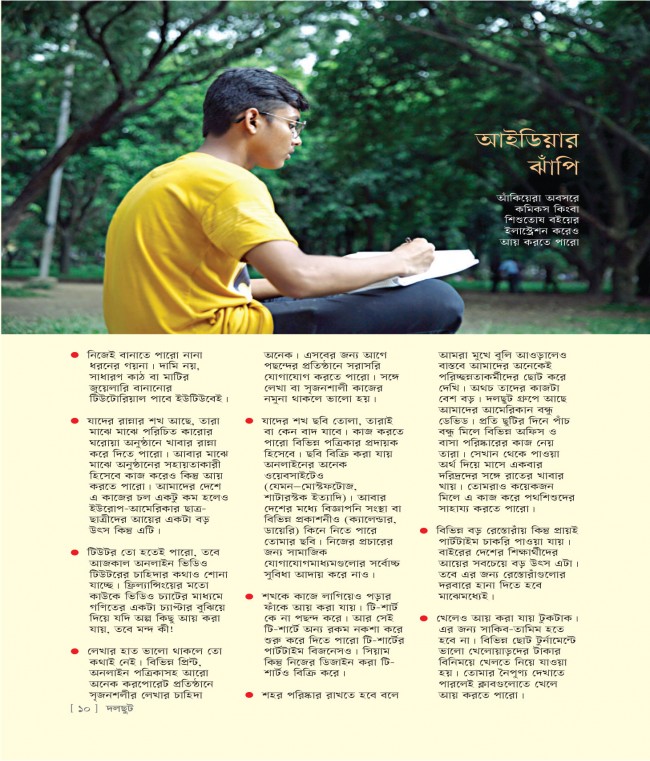 আইডিয়ার
ঝাঁপি
আঁকিয়েরা অবসরে
কমিকস কিংবা
শিশুতোষ বইয়ের
ইলাস্ট্রেশন করেও
আয় করতে পারো
● নিজেই বানাতে পারো নানা
ধরনের গয়না। দামি নয়,
সাধারণ কাঠ বা মাটির
জুয়েলারি বানানোর
টিউটোরিয়াল পাবে ইউটিউবেই।
● যাদের রান্নার শখ আছে, তারা
মাঝে মাঝে পরিচিত কারোর
ঘরোয়া অনুষ্ঠানে খাবার রান্না
করে দিতে পারো। আবার মাঝে
মাঝে অনুষ্ঠানের সহায়তাকারী
হিসেবে কাজ করেও কিন্তু আয়
করতে পারো। আমাদের দেশে
এ কাজের চল একটু কম হলেও
ইউরোপ-আমেরিকার ছাত্র-
ছাত্রীদের আয়ের একটা বড়
উৎস কিন্তু এটি।
● টিউটর তো হতেই পারো, তবে
আজকাল অনলাইন ভিডিও
টিউটরের চাহিদার কথাও শোনা
যাচ্ছে। ফ্রিল্যান্সিংয়ের মতো
কাউকে ভিডিও চ্যাটের মাধ্যমে
গণিতের একটা চ্যাপ্টার বুঝিয়ে
দিয়ে যদি অল্প কিছু আয় করা
যায়, তবে মন্দ কী!
● লেখার হাত ভালো থাকলে তো
কথাই নেই। বিভিন্ন প্রিন্ট,
অনলাইন পত্রিকাসহ আরো
অনেক করপোরেট প্রতিষ্ঠানে
সৃজনশীল লেখার চাহিদা
অনেক। এসবের জন্য আগে
পছন্দের প্রতিষ্ঠানে সরাসরি
যোগাযোগ করতে পারো। সঙ্গে
লেখা বা সৃজনশালী কাজের
নমুনা থাকলে ভালো হয়।
● যাদের শখ ছবি তোলা, তারাই
বা কেন বাদ যাবে। কাজ করতে
পারো বিভিন্ন পত্রিকার প্রদায়ক
হিসেবে। ছবি বিক্রি করা যায়
অনলাইনের অনেক
ওয়েবসাইটেও
(যেমন—মোস্টফটোজ,
শাটারস্টক ইত্যাদি)। আবার
দেশের মধ্যে বিজ্ঞাপনি সংস্থা বা
বিভিন্ন প্রকাশনীও (ক্যালেন্ডার,
ডায়েরি) কিনে নিতে পারে
তোমার ছবি। নিজের প্রচারের
জন্য সামাজিক
যোগাযোগমাধ্যমগুলোর সর্বোচ্চ
সুবিধা আদায় করে নাও।
● শখকে কাজে লাগিয়েও পড়ার
ফাঁকে আয় করা যায়। টি-শার্ট
কে না পছন্দ করে। আর সেই
টি-শার্টে অন্য রকম নকশা করে
শুরু করে দিতে পারো টি-শার্টের
পার্টটাইম বিজনেসও। সিয়াম
কিন্তু নিজের ডিজাইন করা টি-
শার্টও বিক্রি করে।
● শহর পরিষ্কার রাখতে হবে বলে
আমরা মুখে বুলি আওড়ালেও
বাস্তবে আমাদের অনেকেই
পরিচ্ছন্নতাকর্মীদের ছোট করে
দেখি। অথচ তাদের কাজটা
বেশ বড়। দলছুট গ্রুপে আছে
আমাদের আমেরিকান বন্ধু
ডেভিড। প্রতি ছুটির দিনে পাঁচ
বন্ধু মিলে বিভিন্ন অফিস ও
বাসা পরিষ্কারের কাজ নেয়
তারা। সেখান থেকে পাওয়া
অর্থ দিয়ে মাসে একবার
দরিদ্রদের সঙ্গে রাতের খাবার
খায়। তোমরাও কয়েকজন
মিলে এ কাজ করে পথশিশুদের
সাহায্য করতে পারো।
● বিভিন্ন বড় রেস্তোরাঁয় কিন্তু প্রায়ই
পার্টটাইম চাকরি পাওয়া যায়।
বাইরের দেশের শিক্ষার্থীদের
আয়ের সবচেয়ে বড় উৎস এটা।
তবে এর জন্য রেস্তোরাঁগুলোর
দরবারে হানা দিতে হবে
মাঝেমধ্যেই।
● খেলেও আয় করা যায় টুকটাক।
এর জন্য সাকিব-তামিম হতে
হবে না। বিভিন্ন ছোট টুর্নামেন্টে
ভালো খেলোয়াড়দের টাকার
বিনিময়ে খেলতে নিয়ে যাওয়া
হয়। তোমার নৈপুণ্য দেখাতে
পারলেই ক্লাবগুলোতে খেলে
আয় করতে পারো।
[ ১০ ] দলছুট